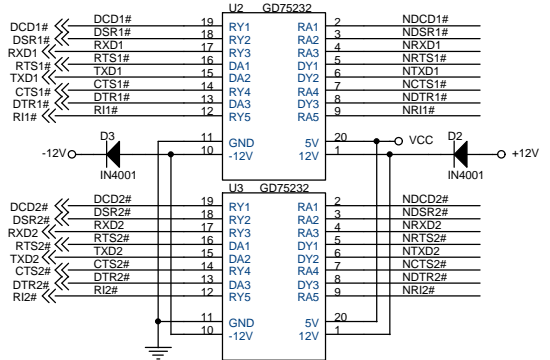 U2 GD75232
DCD1# DCD1# 19 RY1 RA1 2 NDCD1#
DSR1# DSR1# 18 RY2 RA2 3 NDSR1#
RXD1 RXD1 17 RY3 RA3 4 NRXD1
RTS1# RTS1# 16 DA1 DY1 5 NRTS1#
TXD1 TXD1 15 DA2 DY2 6 NTXD1
CTS1# CTS1# 14 RY4 RA4 7 NCTS1#
DTR1# DTR1# 13 DA3 DY3 8 NDTR1#
RI1# RI1# 12 RY5 RA5 9 NRI1#
D3 11 GND 5V 20 VCC D2
-12V 10 -12V 12V 1 +12V
IN4001 IN4001
U3 GD75232
DCD2# DCD2# 19 RY1 RA1 2 NDCD2#
DSR2# DSR2# 18 RY2 RA2 3 NDSR2#
RXD2 RXD2 17 RY3 RA3 4 NRXD2
RTS2# RTS2# 16 DA1 DY1 5 NRTS2#
TXD2 TXD2 15 DA2 DY2 6 NTXD2
CTS2# CTS2# 14 RY4 RA4 7 NCTS2#
DTR2# DTR2# 13 DA3 DY3 8 NDTR2#
RI2# RI2# 12 RY5 RA5 9 NRI2#
11 GND 5V 20
10 -12V 12V 1